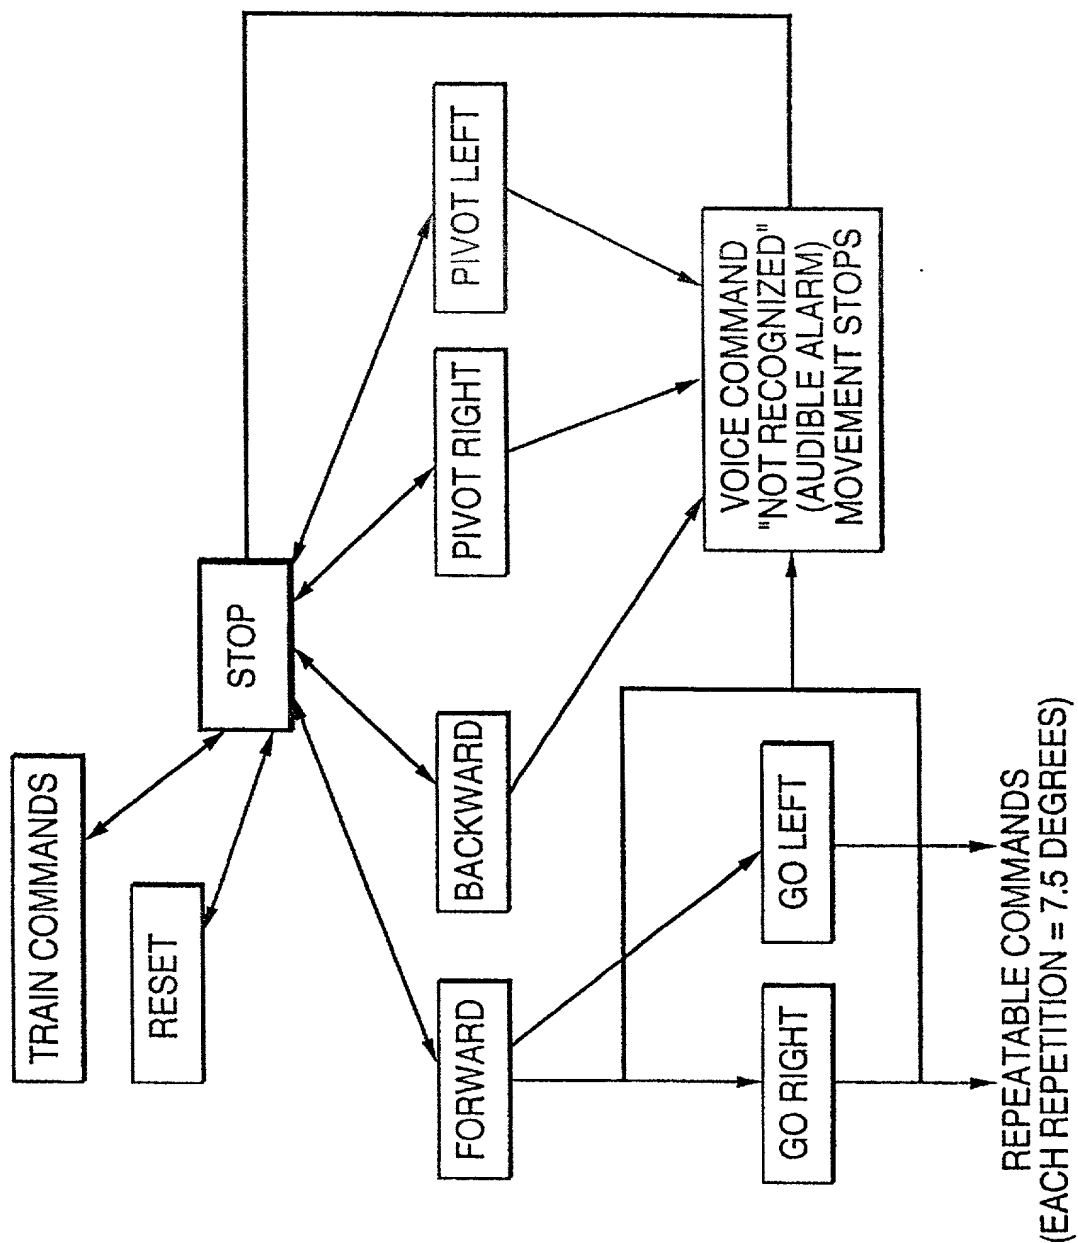 TRAIN COMMANDS
RESET
STOP
FORWARD
BACKWARD
PIVOT RIGHT
PIVOT LEFT
GO RIGHT
GO LEFT
VOICE COMMAND
"NOT RECOGNIZED"
(AUDIBLE ALARM)
MOVEMENT STOPS
REPEATABLE COMMANDS
(EACH REPETITION = 7.5 DEGREES)